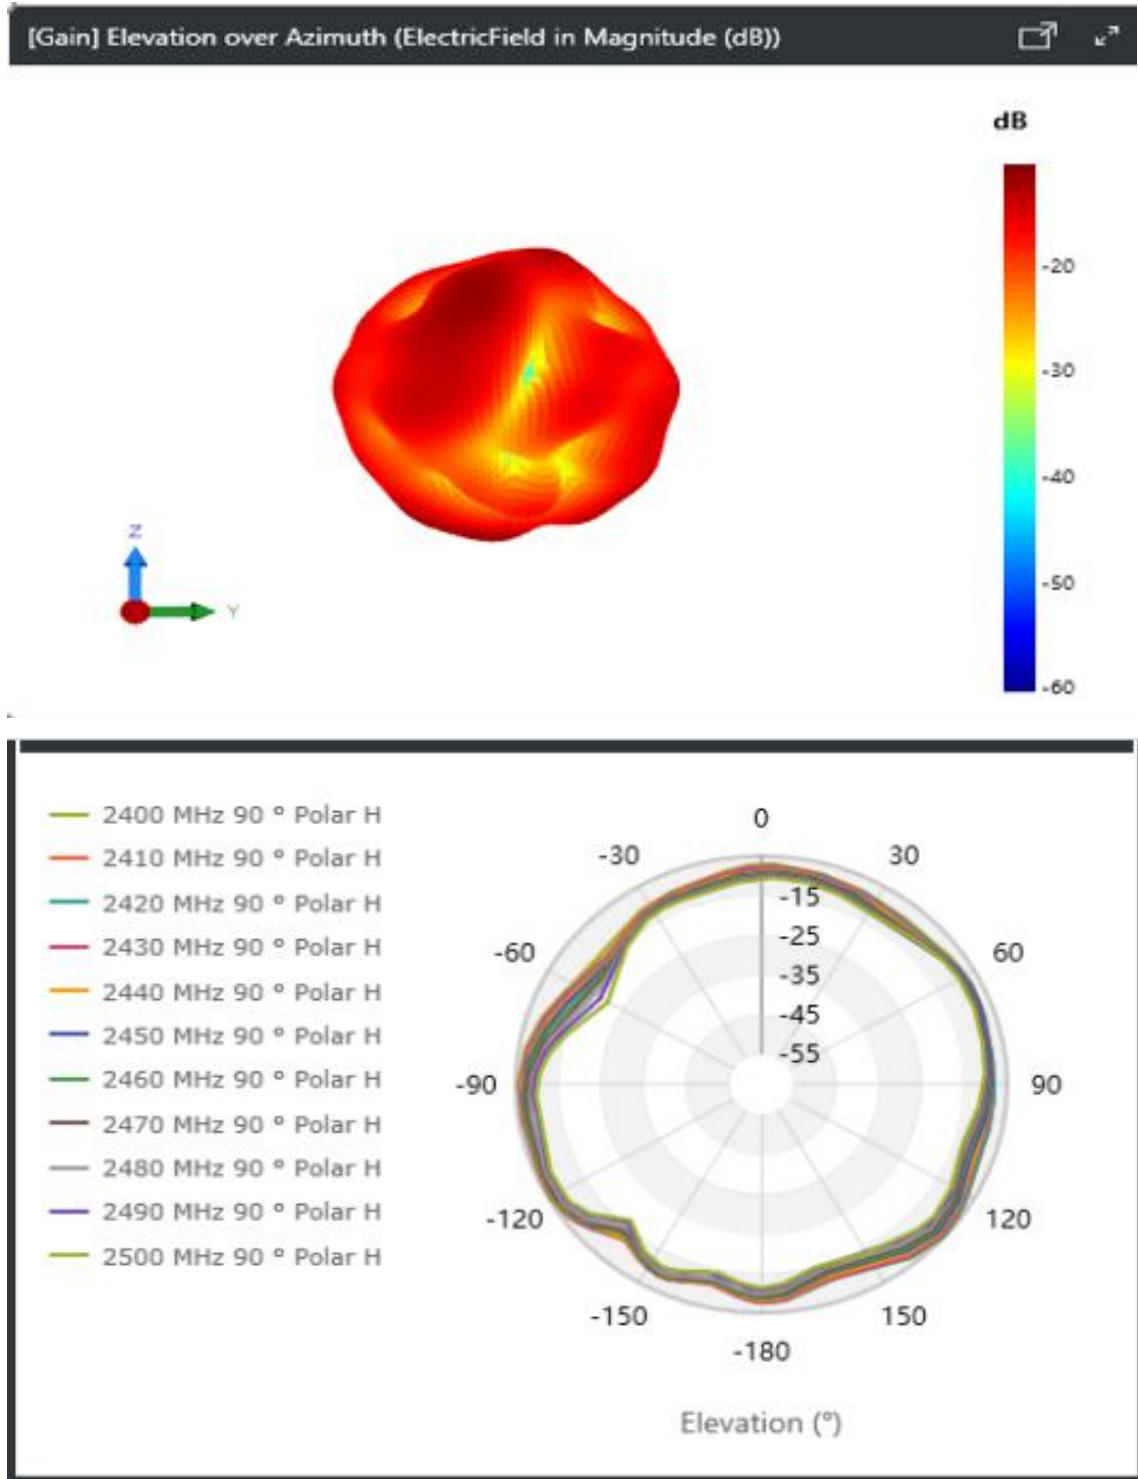 [Gain] Elevation over Azimuth (ElectricField in Magnitude (dB))
dB
-20
-30
-40
-50
-60
Z
Y
2400 MHz 90 ° Polar H
2410 MHz 90 ° Polar H
2420 MHz 90 ° Polar H
2430 MHz 90 ° Polar H
2440 MHz 90 ° Polar H
2450 MHz 90 ° Polar H
2460 MHz 90 ° Polar H
2470 MHz 90 ° Polar H
2480 MHz 90 ° Polar H
2490 MHz 90 ° Polar H
2500 MHz 90 ° Polar H
0
-30 30
-15
-60 -25 60
-35
-45
-55
-90 90
-120 120
-150 150
-180
Elevation (°)